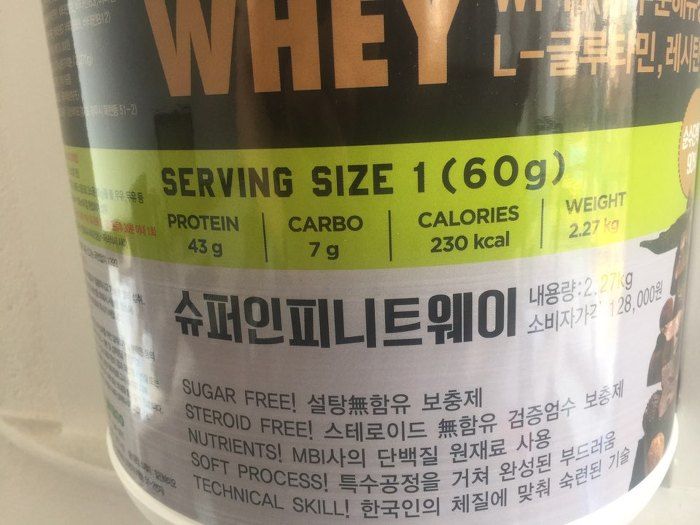 WHEY
L-글루타민,
SERVING SIZE 1 (60g)
PROTEIN CARBO CALORIES WEIGHT
43 g 7 g 230 kcal 2.27 kg
슈퍼인피니트웨이
내용량: 2.27kg
소비자가격 128,000원
SUGAR FREE! 설탕無함유 보충제
STEROID FREE! 스테로이드 無함유 검증엄수 보충제
NUTRIENTS! MBI사의 단백질 원재료 사용
SOFT PROCESS! 특수공정을 거쳐 완성된 부드러움
TECHNICAL SKILL! 한국인의 체질에 맞춰 숙련된 기술